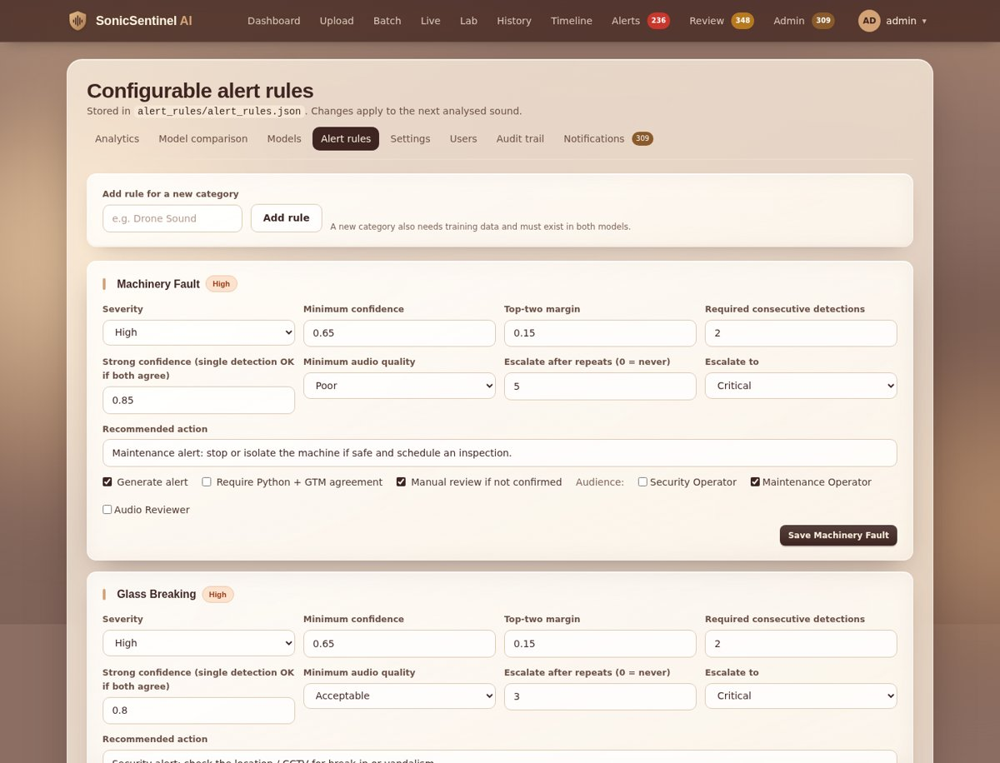 SonicSentinel AI Dashboard Upload Batch Live Lab History Timeline Alerts 236 Review 348 Admin 309 AD admin ▾
Configurable alert rules
Stored in alert_rules/alert_rules.json. Changes apply to the next analysed sound.
Analytics Model comparison Models Alert rules Settings Users Audit trail Notifications 309
Add rule for a new category
e.g. Drone Sound Add rule A new category also needs training data and must exist in both models.
Machinery Fault High
Severity Minimum confidence Top-two margin Required consecutive detections
High 0.65 0.15 2
Strong confidence (single detection OK if both agree) Minimum audio quality Escalate after repeats (0 = never) Escalate to
0.85 Poor 5 Critical
Recommended action
Maintenance alert: stop or isolate the machine if safe and schedule an inspection.
Generate alert Require Python + GTM agreement Manual review if not confirmed Audience: Security Operator Maintenance Operator
Audio Reviewer
Save Machinery Fault
Glass Breaking High
Severity Minimum confidence Top-two margin Required consecutive detections
High 0.65 0.15 2
Strong confidence (single detection OK if both agree) Minimum audio quality Escalate after repeats (0 = never) Escalate to
0.8 Acceptable 3 Critical
Recommended action
Security alert: check the location / CCTV for break-in or vandalism.